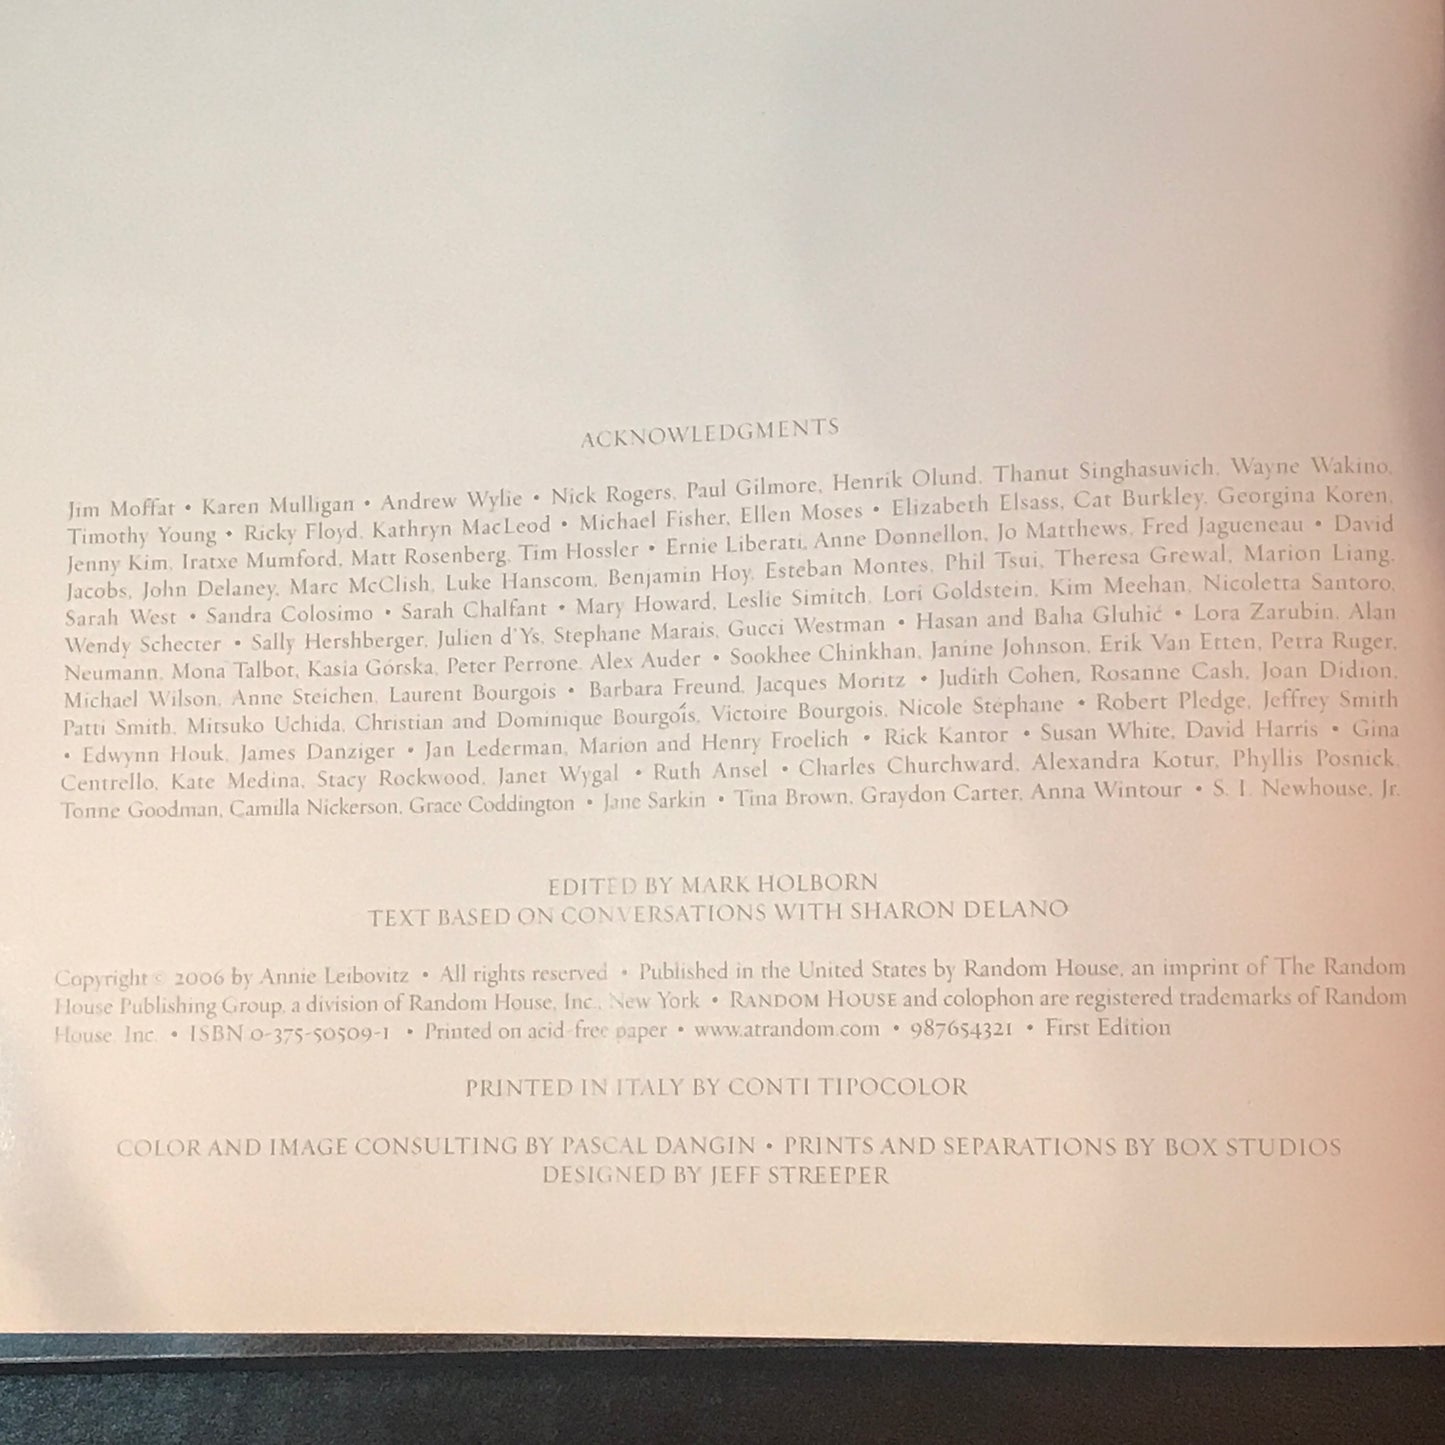 ACKNOWLEDGMENTS
Jim Moffat • Karen Mulligan • Andrew Wylie • Nick Rogers, Paul Gilmore, Henrik Olund, Thanut Singhasuvich, Wayne Wakino,
Timothy Young • Ricky Floyd, Kathryn MacLeod • Michael Fisher, Ellen Moses • Elizabeth Elsass, Cat Burkley, Georgina Koren,
Jenny Kim, Iratxe Mumford, Matt Rosenberg, Tim Hossler • Ernie Liberati, Anne Donnellon, Jo Matthews, Fred Jagueneau • David
Jacobs, John Delaney, Marc McClish, Luke Hanscom, Benjamin Hoy, Esteban Montes, Phil Tsui, Theresa Grewal, Marion Liang,
Sarah West • Sandra Colosimo • Sarah Chalfant • Mary Howard, Leslie Simitch, Lori Goldstein, Kim Meehan, Nicoletta Santoro,
Wendy Schecter • Sally Hershberger, Julien d'Ys, Stephane Marais, Gucci Westman • Hasan and Baha Gluhić • Lora Zarubin, Alan
Neumann, Mona Talbot, Kasia Górska, Peter Perrone, Alex Auder • Sookhee Chinkhan, Janine Johnson, Erik Van Etten, Petra Ruger,
Michael Wilson, Anne Steichen, Laurent Bourgois • Barbara Freund, Jacques Moritz • Judith Cohen, Rosanne Cash, Joan Didion,
Patti Smith, Mitsuko Uchida, Christian and Dominique Bourgois, Victoire Bourgois, Nicole Stéphane • Robert Pledge, Jeffrey Smith
• Edwynn Houk, James Danziger • Jan Lederman, Marion and Henry Froelich • Rick Kantor • Susan White, David Harris • Gina
Centrello, Kate Medina, Stacy Rockwood, Janet Wygal • Ruth Ansel • Charles Churchward, Alexandra Kotur, Phyllis Posnick,
Tonne Goodman, Camilla Nickerson, Grace Coddington • Jane Sarkin • Tina Brown, Graydon Carter, Anna Wintour • S. I. Newhouse, Jr.
EDITED BY MARK HOLBORN
TEXT BASED ON CONVERSATIONS WITH SHARON DELANO
Copyright © 2006 by Annie Leibovitz • All rights reserved • Published in the United States by Random House, an imprint of The Random
House Publishing Group, a division of Random House, Inc., New York • RANDOM HOUSE and colophon are registered trademarks of Random
House, Inc. • ISBN 0-375-50509-1 • Printed on acid-free paper • www.atrandom.com • 987654321 • First Edition
PRINTED IN ITALY BY CONTI TIPOCOLOR
COLOR AND IMAGE CONSULTING BY PASCAL DANGIN • PRINTS AND SEPARATIONS BY BOX STUDIOS
DESIGNED BY JEFF STREEPER